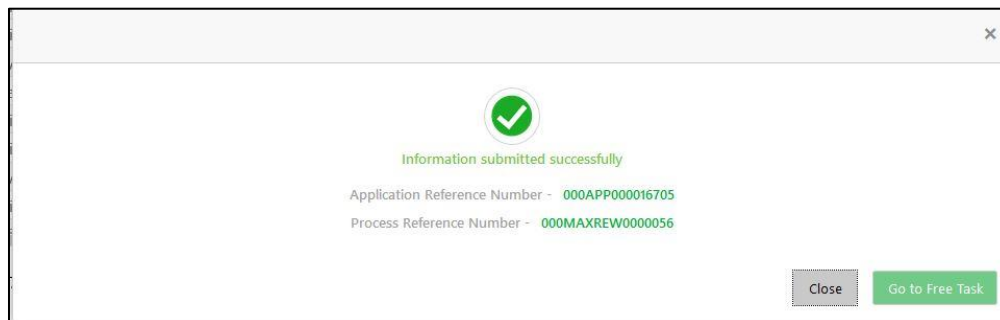 Information submitted successfully
Application Reference Number - 000APP000016705
Process Reference Number - 000MAXREW0000056
Close Go to Free Task